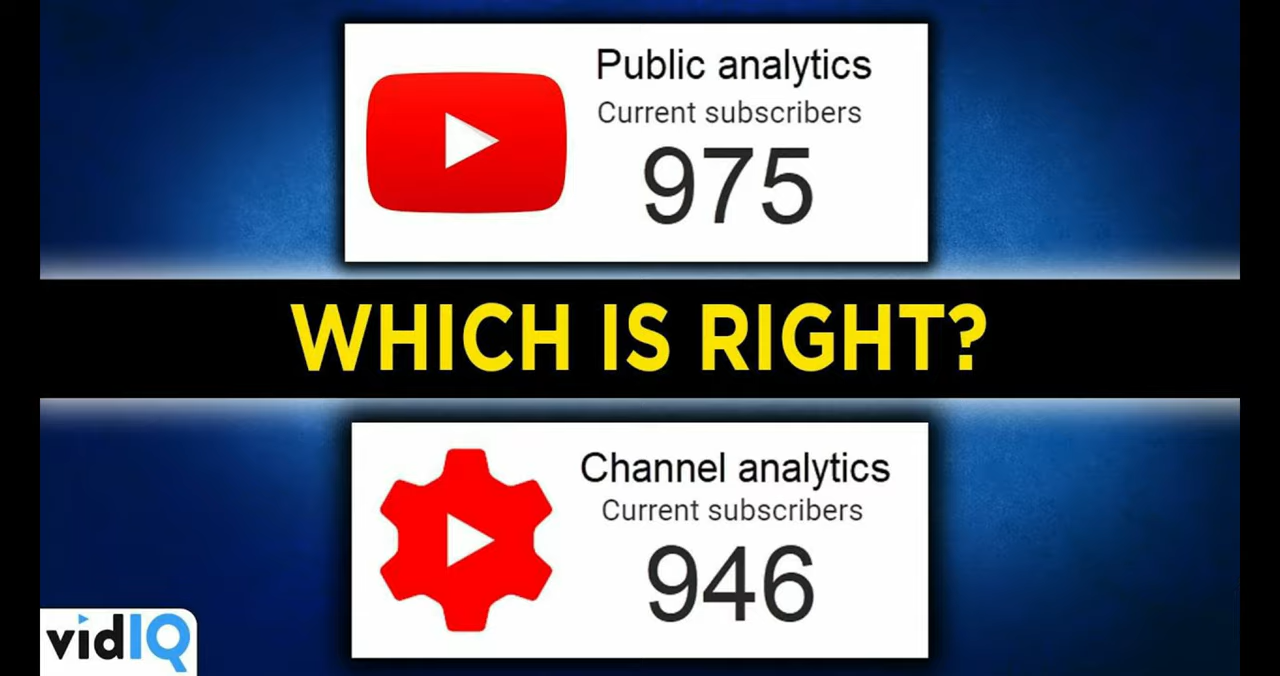 Public analytics
Current subscribers
975
WHICH IS RIGHT?
Channel analytics
Current subscribers
946
vidIQ